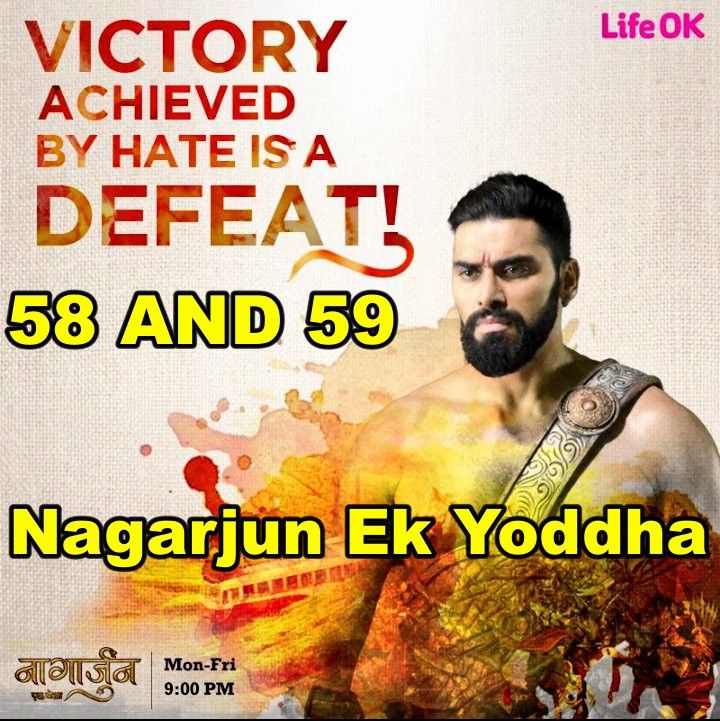 Life OK
VICTORY
ACHIEVED
BY HATE IS A
DEFEAT!
58 AND 59
Nagarjun Ek Yoddha
नागार्जुन
एक योद्धा
Mon-Fri
9:00 PM